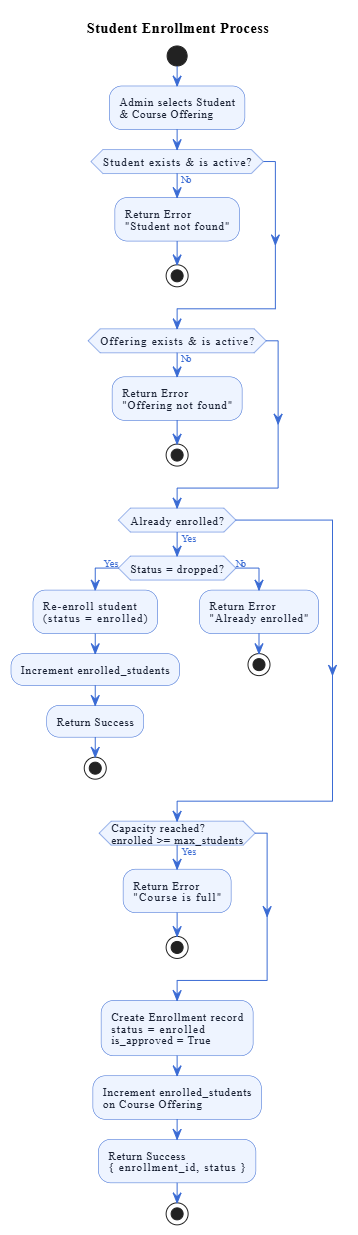 Student Enrollment Process
Admin selects Student
& Course Offering
Student exists & is active?
No
Return Error
"Student not found"
Offering exists & is active?
No
Return Error
"Offering not found"
Already enrolled?
Yes
Yes
Status = dropped?
No
Re-enroll student
(status = enrolled)
Return Error
"Already enrolled"
Increment enrolled_students
Return Success
Capacity reached?
enrolled >= max_students
Yes
Return Error
"Course is full"
Create Enrollment record
status = enrolled
is_approved = True
Increment enrolled_students
on Course Offering
Return Success
{ enrollment_id, status }